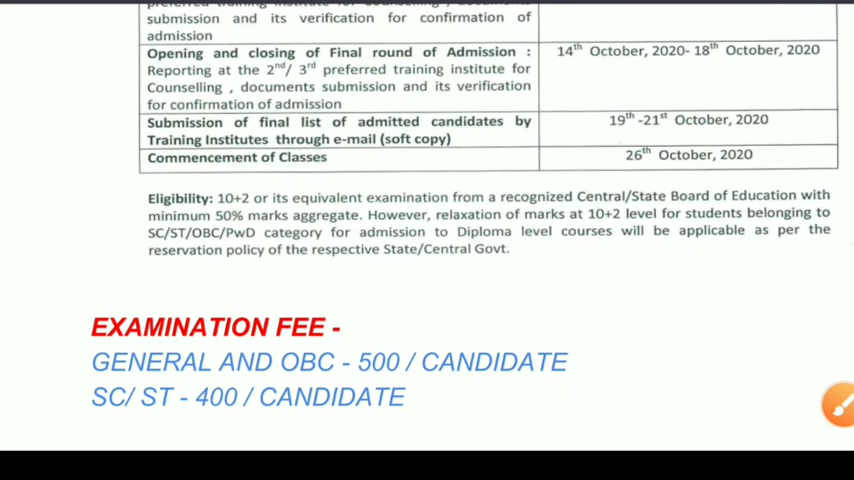 submission and its verification for confirmation of
admission
Opening and closing of Final round of Admission :
Reporting at the 2nd/ 3rd preferred training institute for
Counselling , documents submission and its verification
for confirmation of admission
14th October, 2020- 18th October, 2020
Submission of final list of admitted candidates by
Training Institutes through e-mail (soft copy)
19th -21st October, 2020
Commencement of Classes
26th October, 2020
Eligibility: 10+2 or its equivalent examination from a recognized Central/State Board of Education with
minimum 50% marks aggregate. However, relaxation of marks at 10+2 level for students belonging to
SC/ST/OBC/PwD category for admission to Diploma level courses will be applicable as per the
reservation policy of the respective State/Central Govt.
EXAMINATION FEE -
GENERAL AND OBC - 500 / CANDIDATE
SC/ ST - 400 / CANDIDATE